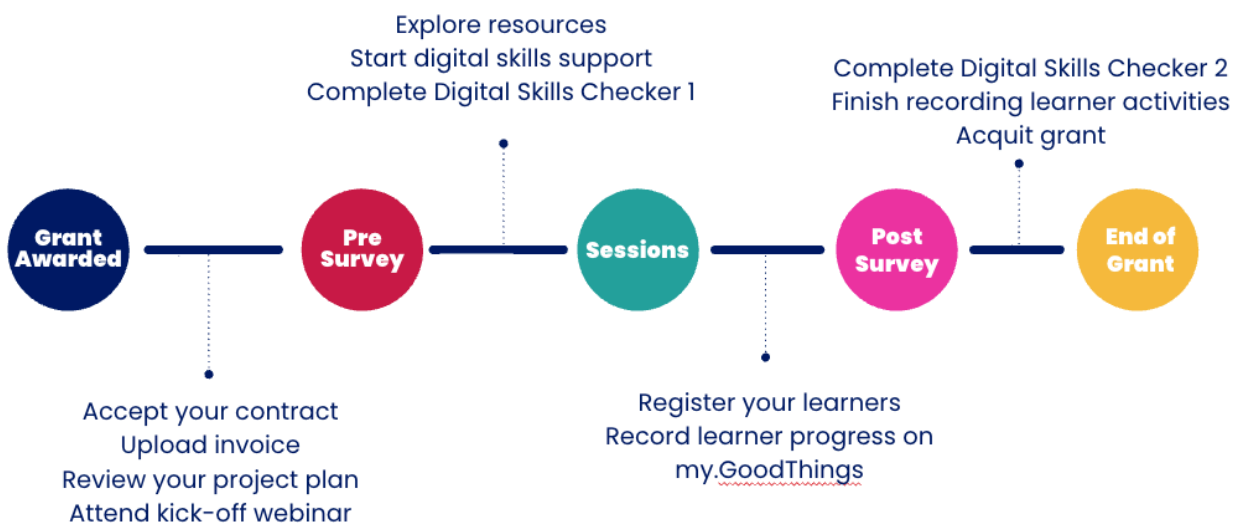 Explore resources
Start digital skills support
Complete Digital Skills Checker 1
Complete Digital Skills Checker 2
Finish recording learner activities
Acquit grant
Grant
Awarded
Pre
Survey
Sessions
Post
Survey
End of
Grant
Accept your contract
Upload invoice
Review your project plan
Attend kick-off webinar
Register your learners
Record learner progress on
my.GoodThings